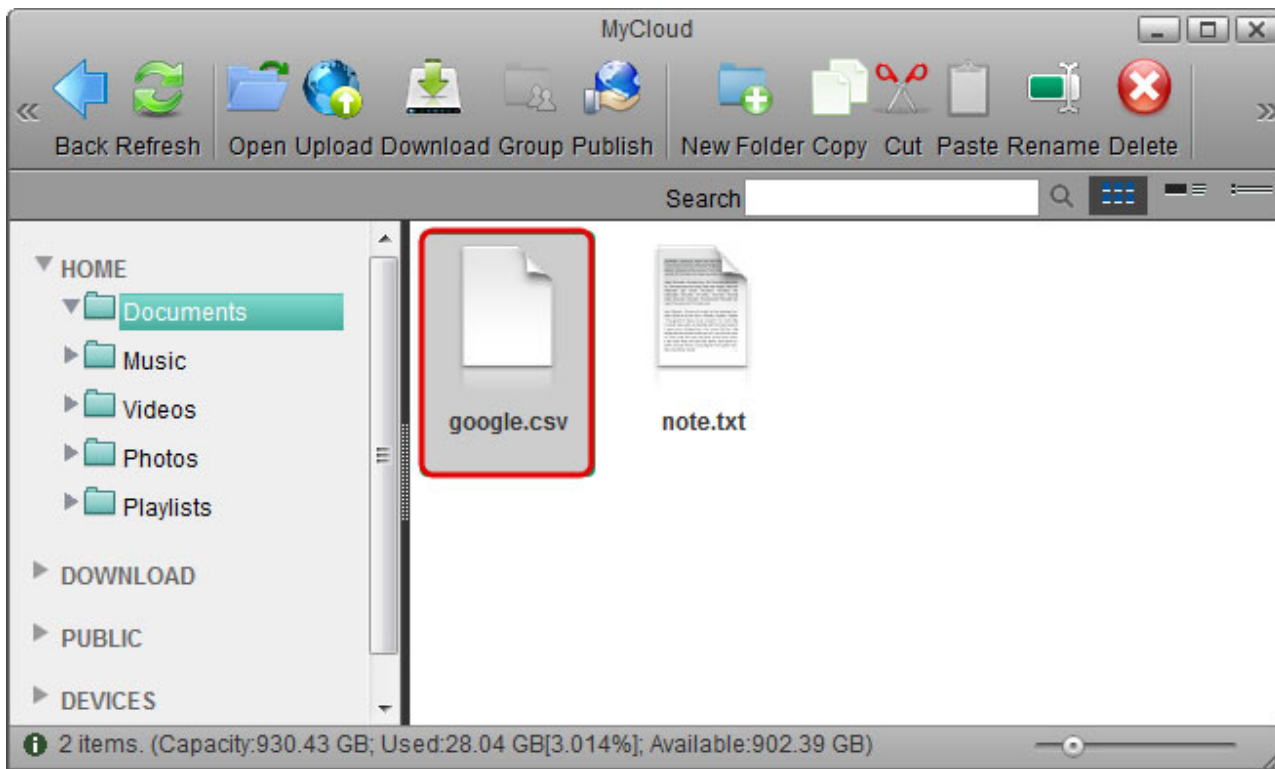 MyCloud
Back Refresh Open Upload Download Group Publish New Folder Copy Cut Paste Rename Delete
Search
HOME
Documents
Music
Videos
Photos
Playlists
DOWNLOAD
PUBLIC
DEVICES
google.csv note.txt
2 items. (Capacity:930.43 GB; Used:28.04 GB[3.014%]; Available:902.39 GB)